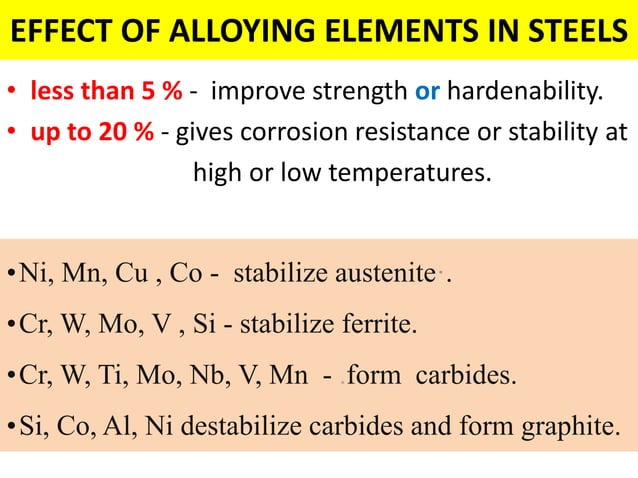 EFFECT OF ALLOYING ELEMENTS IN STEELS
• less than 5 % - improve strength or hardenability.
• up to 20 % - gives corrosion resistance or stability at
high or low temperatures.
•Ni, Mn, Cu , Co - stabilize austenite .
•Cr, W, Mo, V , Si - stabilize ferrite.
•Cr, W, Ti, Mo, Nb, V, Mn - form carbides.
•Si, Co, Al, Ni destabilize carbides and form graphite.